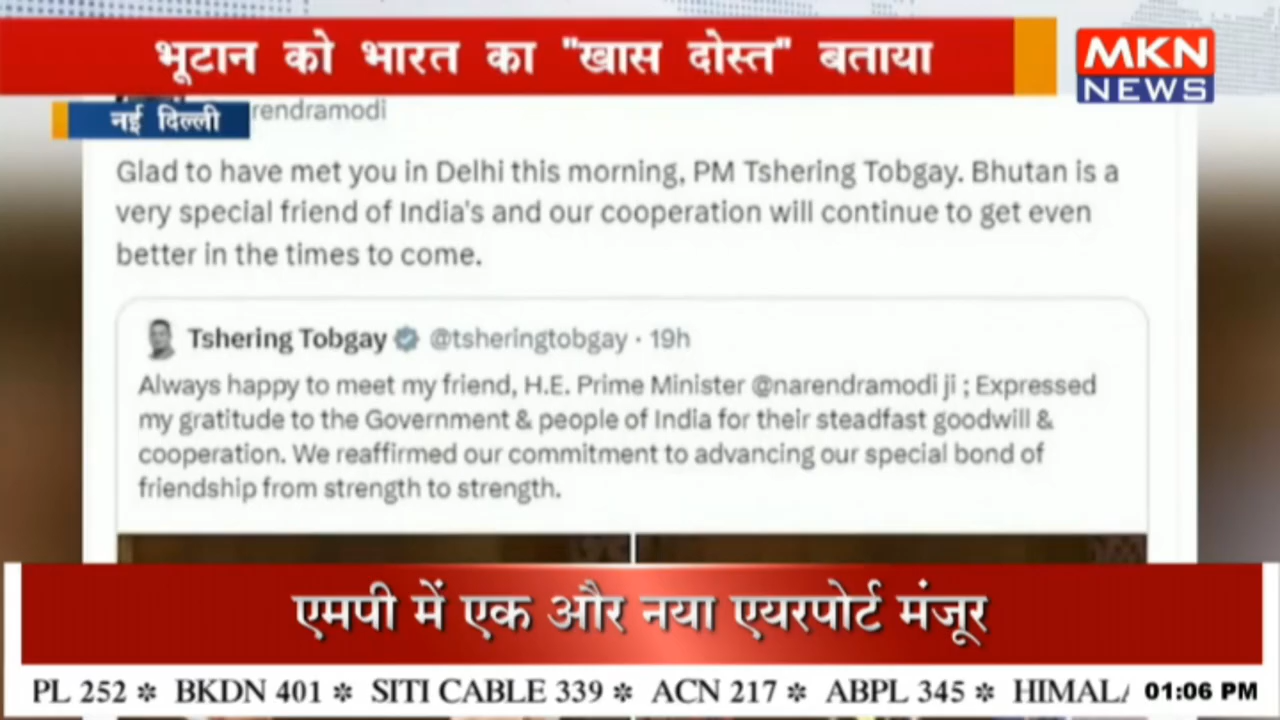 भूटान को भारत का "खास दोस्त" बताया
MKN
NEWS
नई दिल्ली
rendramodi
Glad to have met you in Delhi this morning, PM Tshering Tobgay. Bhutan is a
very special friend of India's and our cooperation will continue to get even
better in the times to come.
Tshering Tobgay @tsheringtobgay · 19h
Always happy to meet my friend, H.E. Prime Minister @narendramodi ji ; Expressed
my gratitude to the Government & people of India for their steadfast goodwill &
cooperation. We reaffirmed our commitment to advancing our special bond of
friendship from strength to strength.
एमपी में एक और नया एयरपोर्ट मंजूर
PL 252 ❇ BKDN 401 ❇ SITI CABLE 339 ❇ ACN 217 ❇ ABPL 345 ❇ HIMAL 01:06 PM